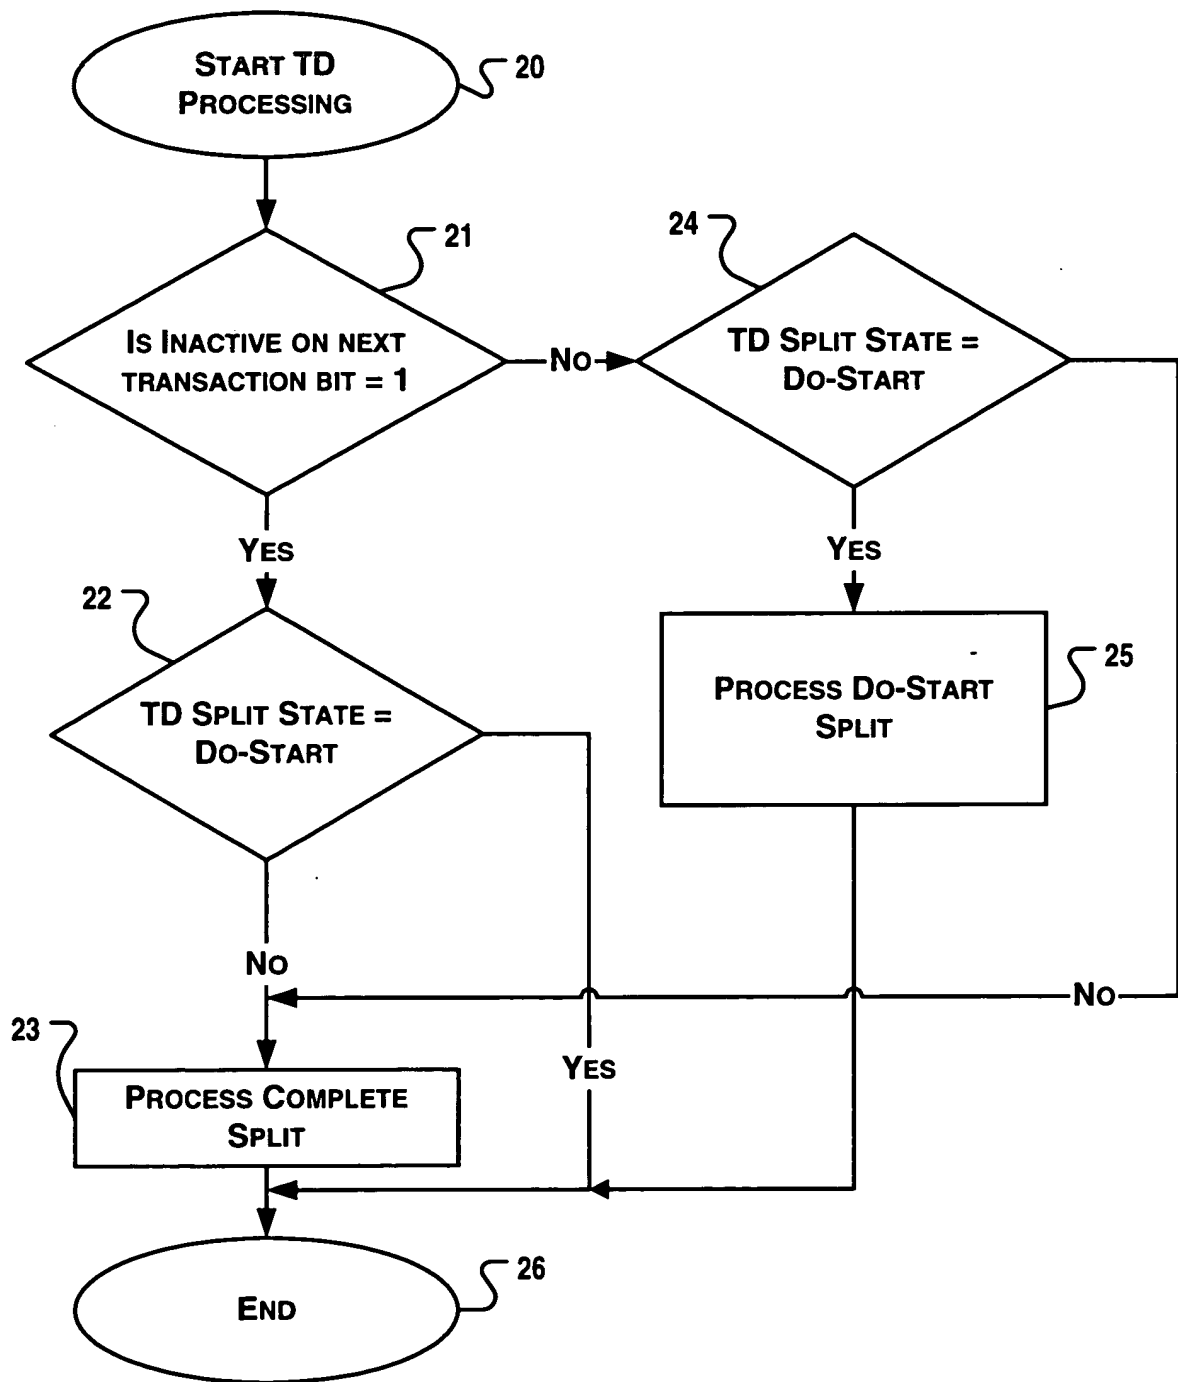 START TD
PROCESSING
20
21
IS INACTIVE ON NEXT
TRANSACTION BIT = 1
NO
24
TD SPLIT STATE =
DO-START
YES
YES
22
TD SPLIT STATE =
DO-START
PROCESS DO-START
SPLIT
25
NO
NO
23
YES
PROCESS COMPLETE
SPLIT
END
26